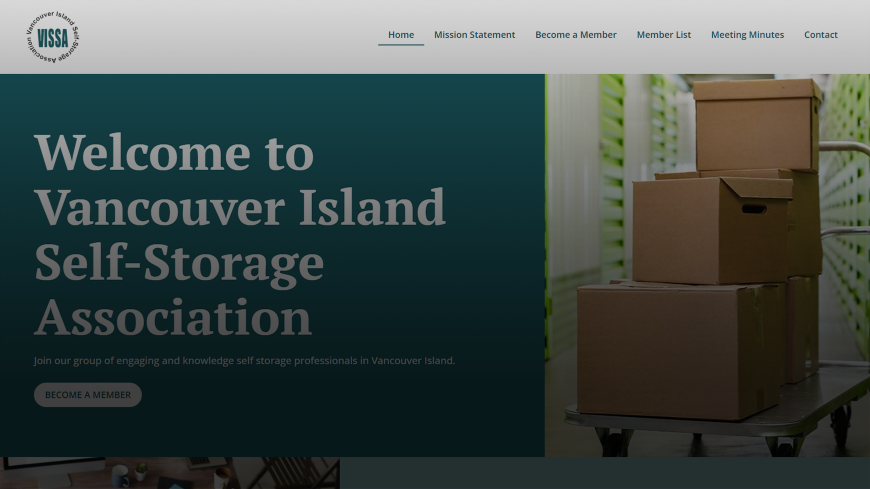 Vancouver Island Self-Storage Association
VISSA
Home Mission Statement Become a Member Member List Meeting Minutes Contact
Welcome to
Vancouver Island
Self-Storage
Association
Join our group of engaging and knowledge self storage professionals in Vancouver Island.
BECOME A MEMBER